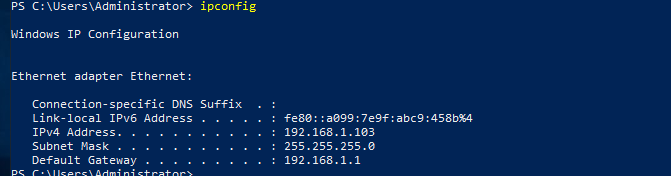 PS C:\Users\Administrator> ipconfig
Windows IP Configuration
Ethernet adapter Ethernet:
Connection-specific DNS Suffix  . :
Link-local IPv6 Address . . . . . : fe80::a099:7e9f:abc9:458b%4
IPv4 Address. . . . . . . . . . . : 192.168.1.103
Subnet Mask . . . . . . . . . . . : 255.255.255.0
Default Gateway . . . . . . . . . : 192.168.1.1
PS C:\Users\Administrator>